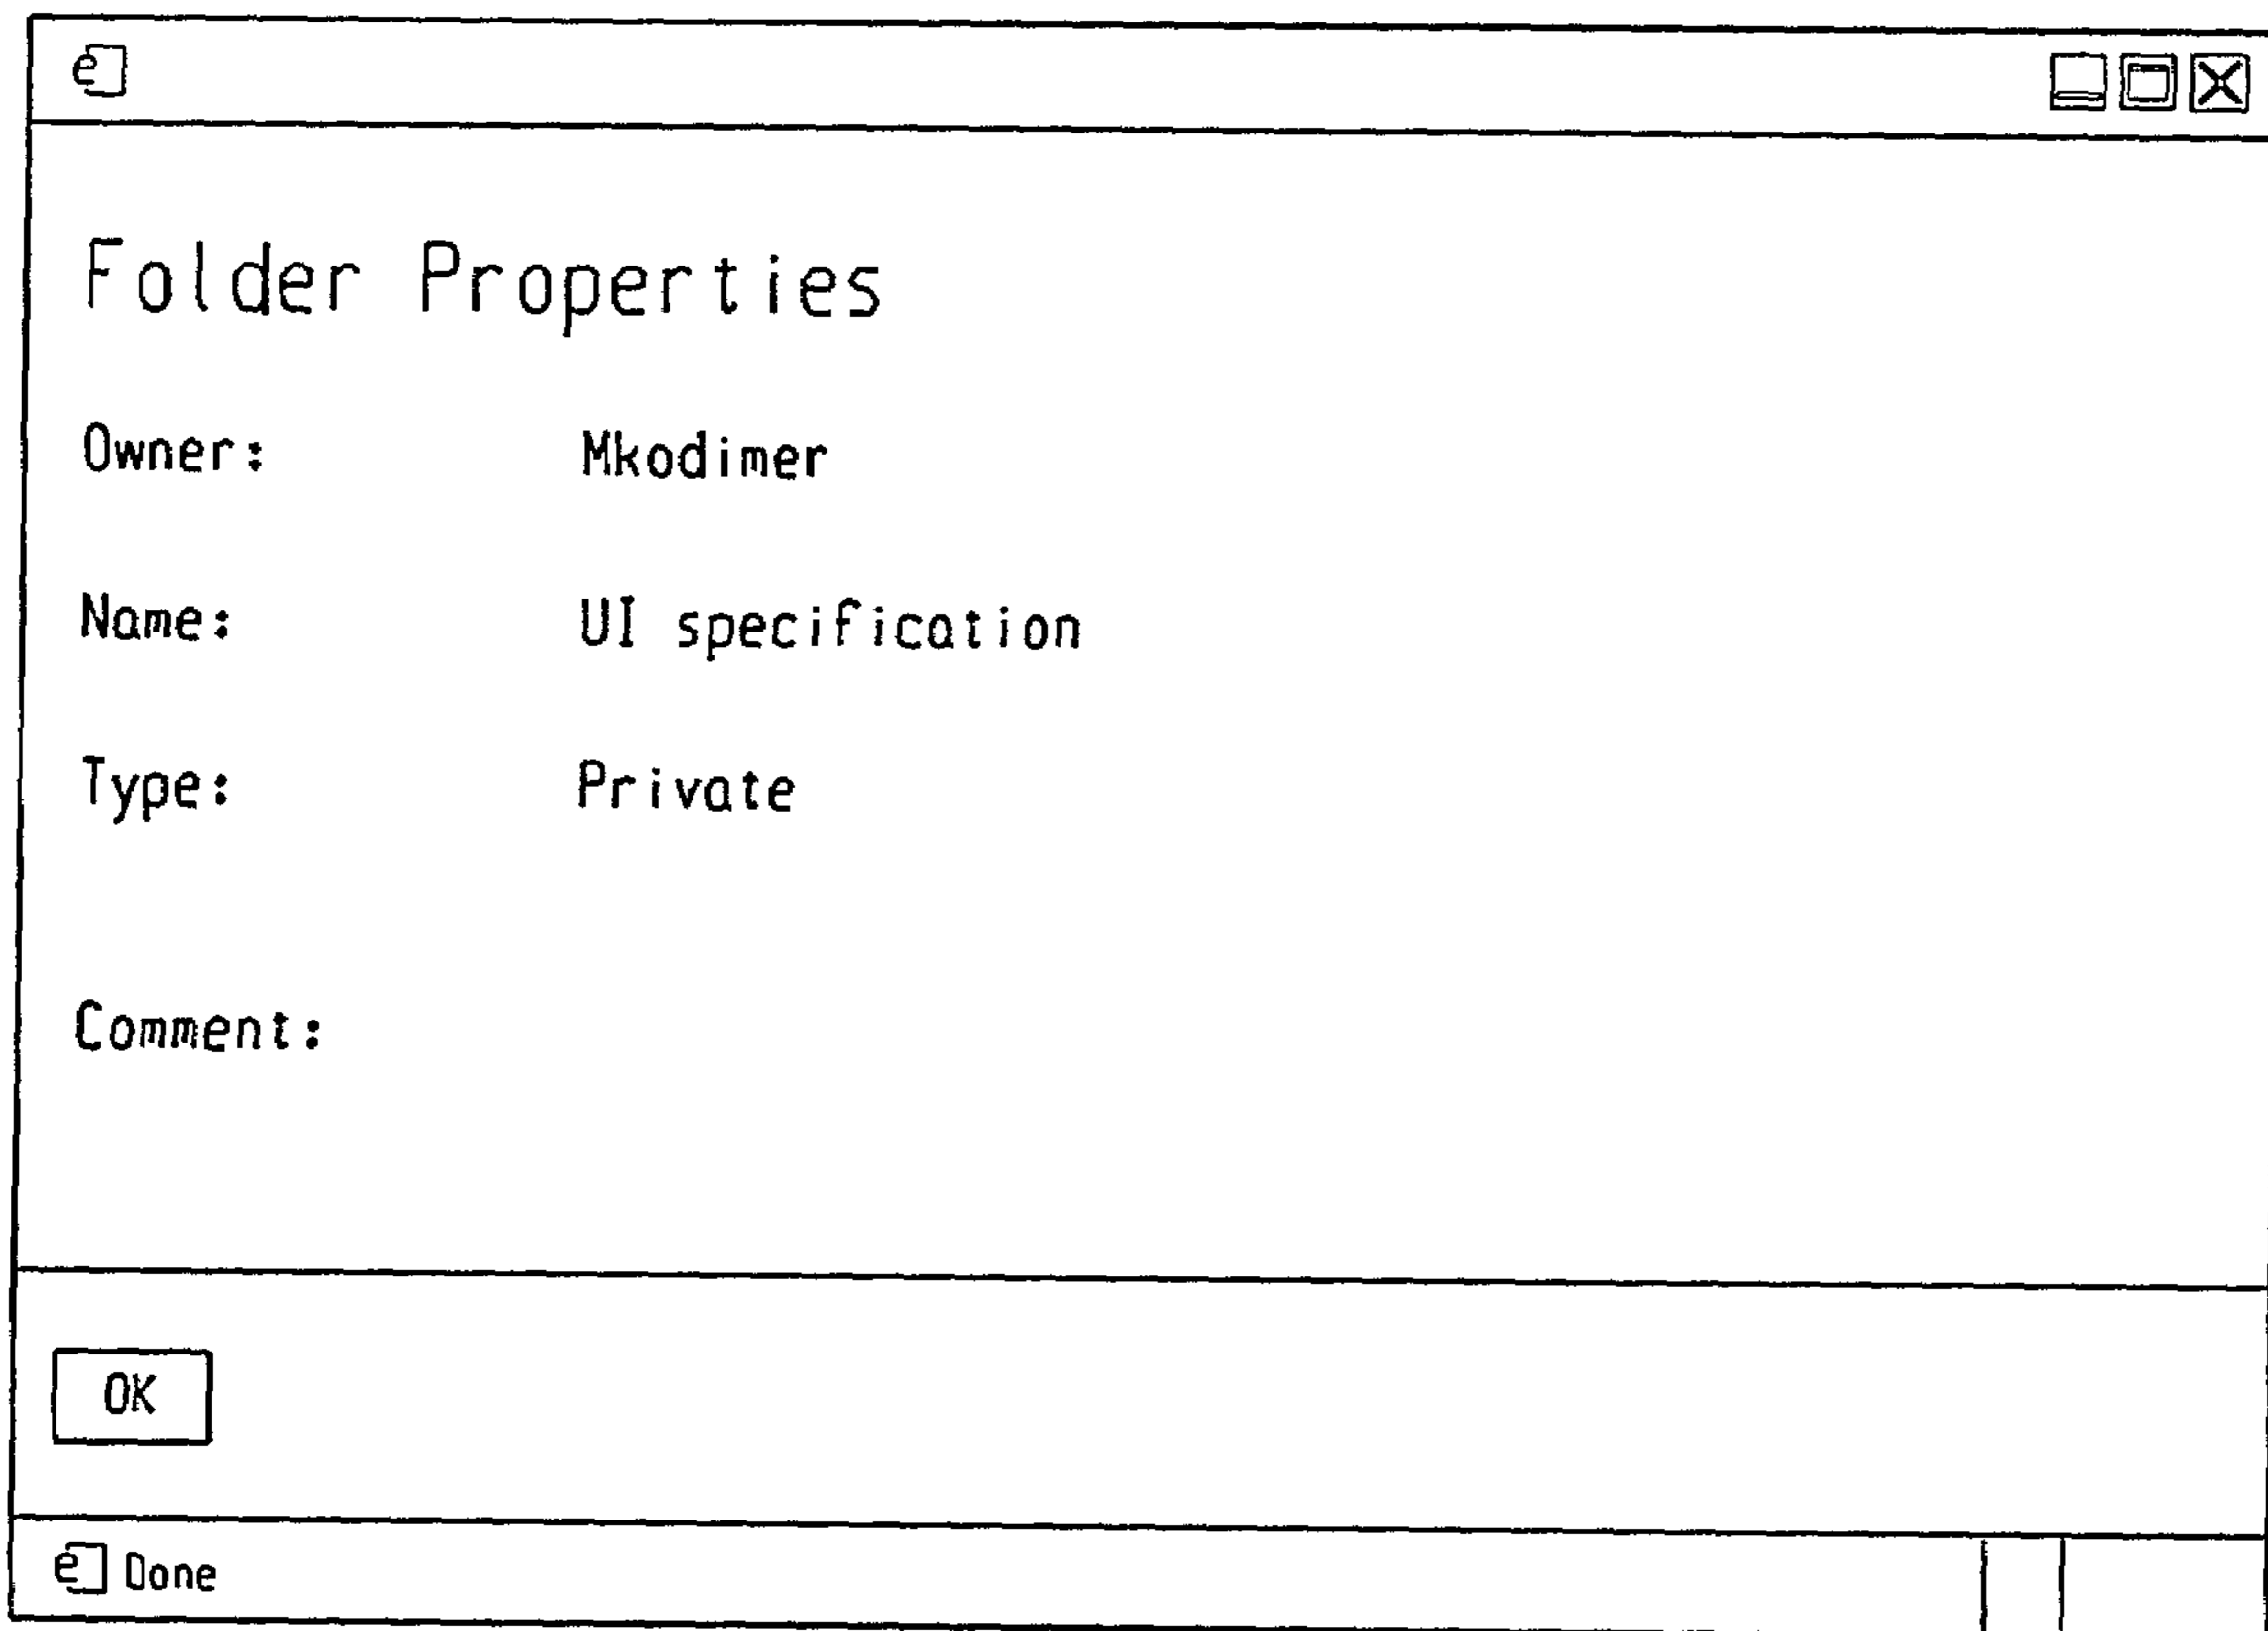 e
Folder Properties
Owner: Mkodimer
Name: UI specification
Type: Private
Comment:
OK
e Done